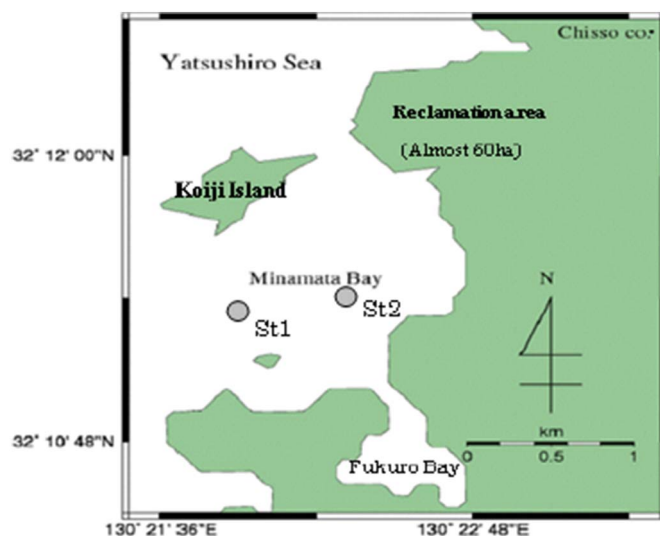 Chisso co.
Yatsushiro Sea
Reclamation area
(Almost 60ha)
32° 12' 00"N
Koiji Island
Minamata Bay
St1
St2
N
32° 10' 48"N
km
0 0.5 1
Fukuro Bay
130° 21' 36"E 130° 22' 48"E